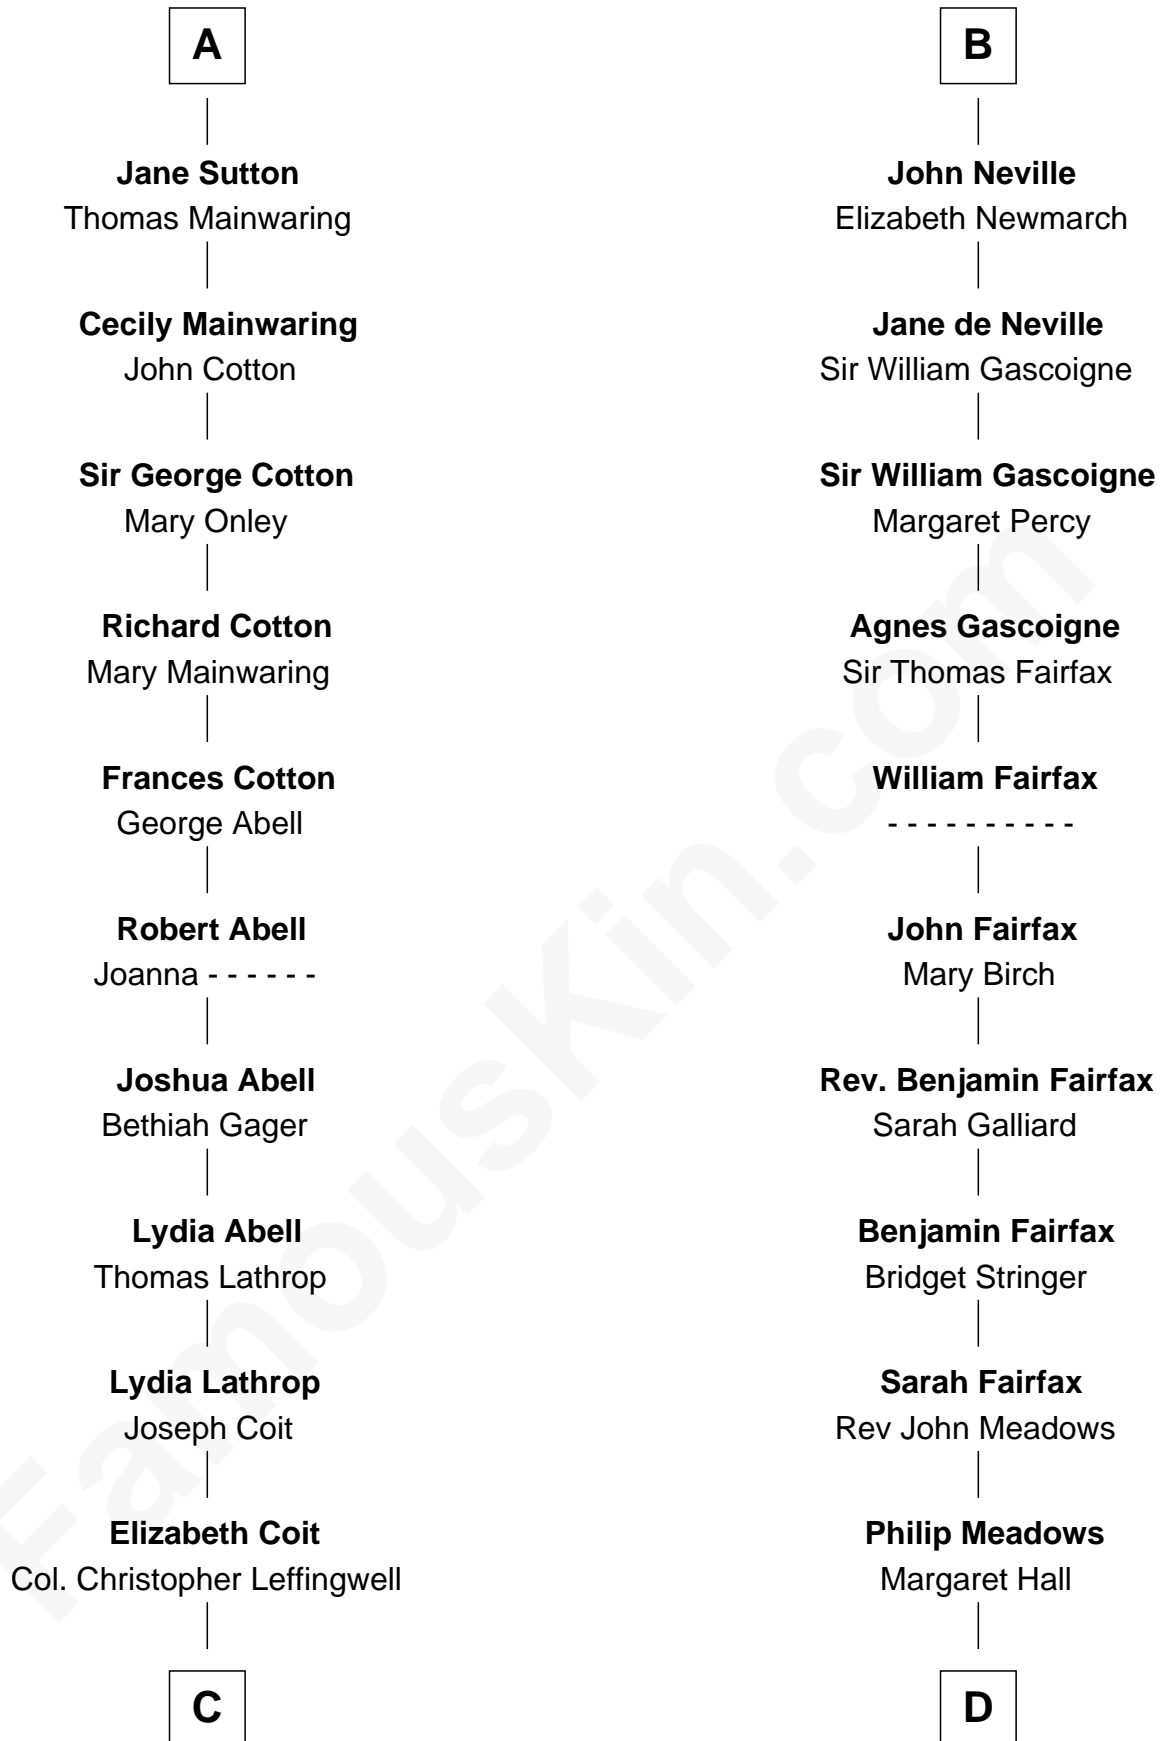 A
Jane Sutton
Thomas Mainwaring
Cecily Mainwaring
John Cotton
Sir George Cotton
Mary Onley
Richard Cotton
Mary Mainwaring
Frances Cotton
George Abell
Robert Abell
Joanna - - - - - -
Joshua Abell
Bethiah Gager
Lydia Abell
Thomas Lathrop
Lydia Lathrop
Joseph Coit
Elizabeth Coit
Col. Christopher Leffingwell
C
B
John Neville
Elizabeth Newmarch
Jane de Neville
Sir William Gascoigne
Sir William Gascoigne
Margaret Percy
Agnes Gascoigne
Sir Thomas Fairfax
William Fairfax
- - - - - - - - - -
John Fairfax
Mary Birch
Rev. Benjamin Fairfax
Sarah Galliard
Benjamin Fairfax
Bridget Stringer
Sarah Fairfax
Rev John Meadows
Philip Meadows
Margaret Hall
D
FamousKin.com